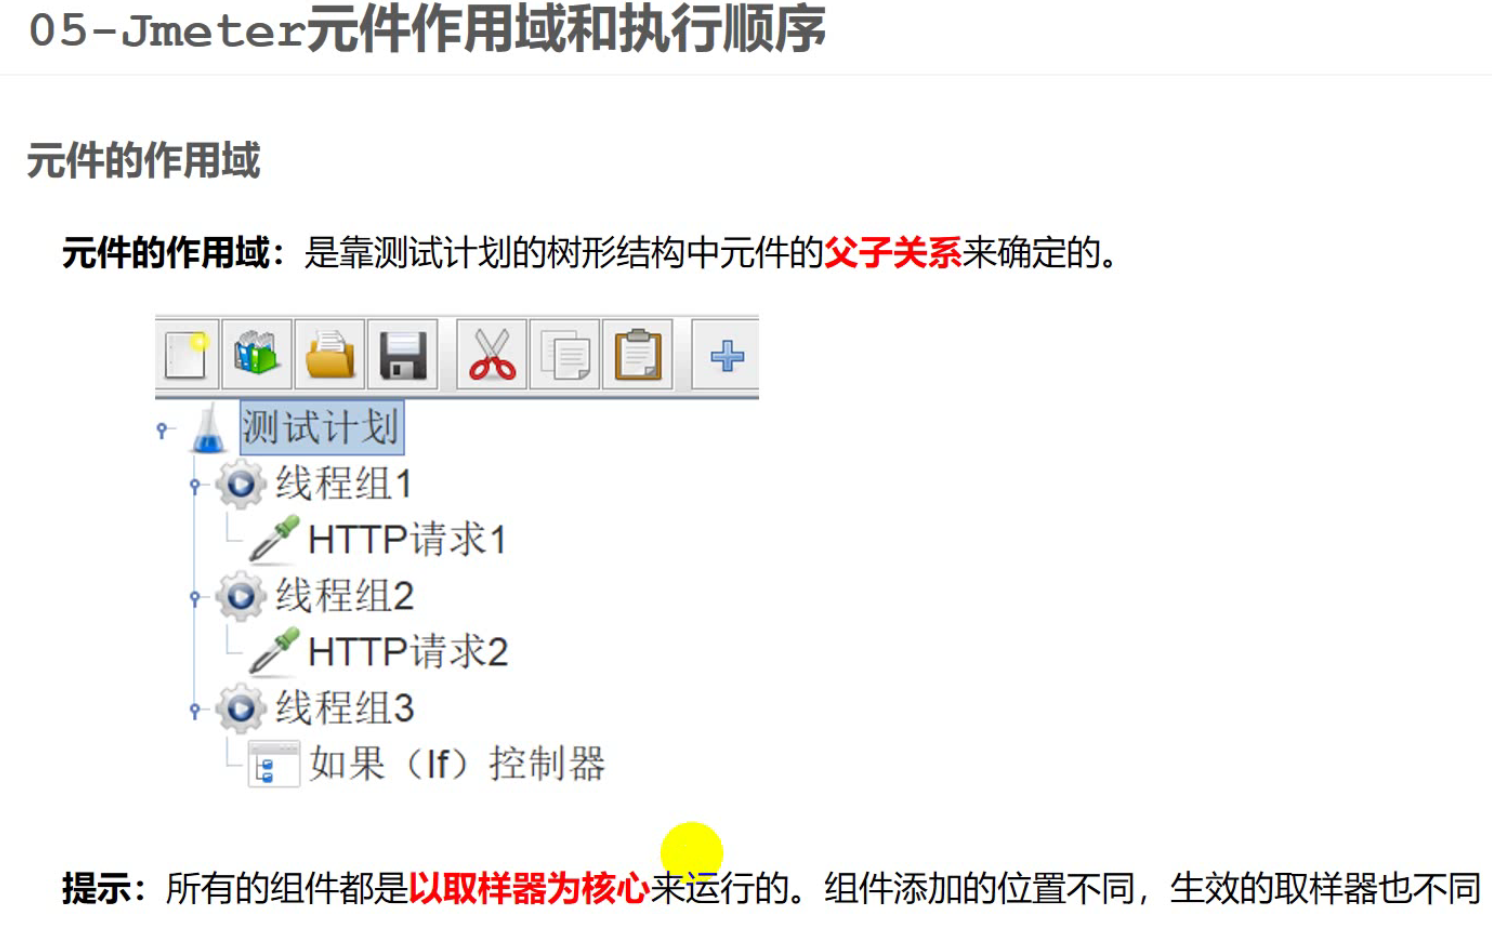 05-Jmeter元件作用域和执行顺序
元件的作用域
元件的作用域：是靠测试计划的树形结构中元件的父子关系来确定的。
测试计划
线程组1
HTTP请求1
线程组2
HTTP请求2
线程组3
如果（If）控制器
提示：所有的组件都是以取样器为核心来运行的。组件添加的位置不同，生效的取样器也不同